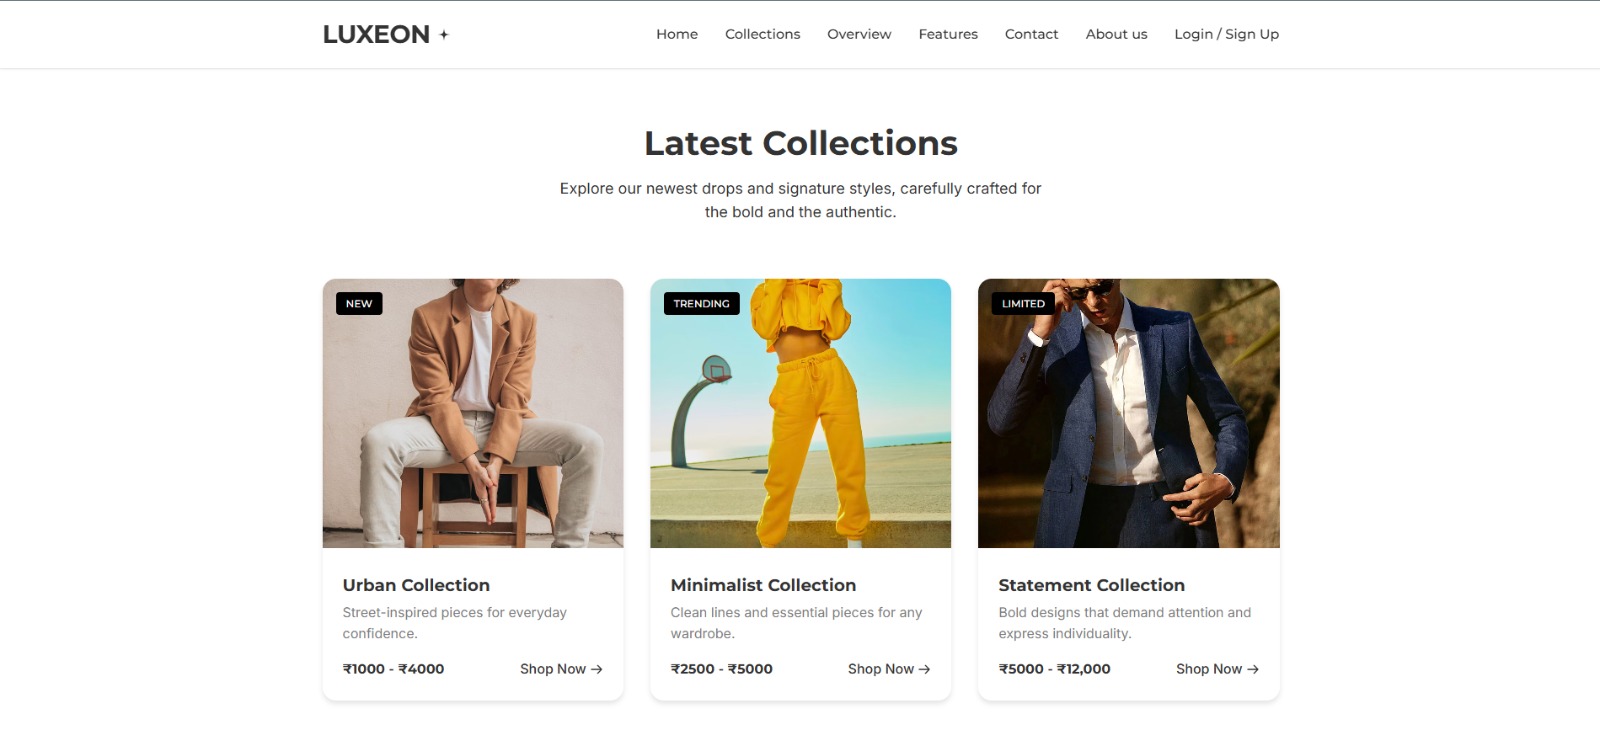 LUXEON
Home Collections Overview Features Contact About us Login / Sign Up
Latest Collections
Explore our newest drops and signature styles, carefully crafted for
the bold and the authentic.
NEW
TRENDING
LIMITED
Urban Collection
Street-inspired pieces for everyday
confidence.
₹1000 - ₹4000
Shop Now →
Minimalist Collection
Clean lines and essential pieces for any
wardrobe.
₹2500 - ₹5000
Shop Now →
Statement Collection
Bold designs that demand attention and
express individuality.
₹5000 - ₹12,000
Shop Now →